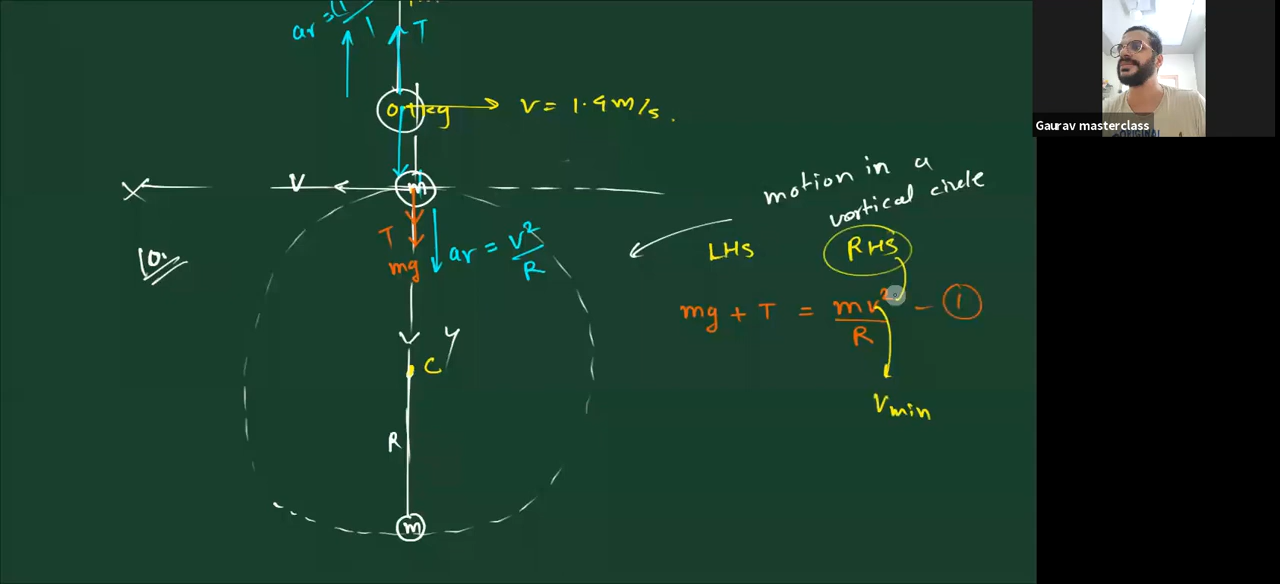 T
0.1kg
v = 1.4 m/s.
V
m
motion in a
vertical circle
10.
T
mg
ar = v²/R
LHS
RHS
mg + T = mv²/R - ①
C
y
Vmin
R
m
Gaurav masterclass